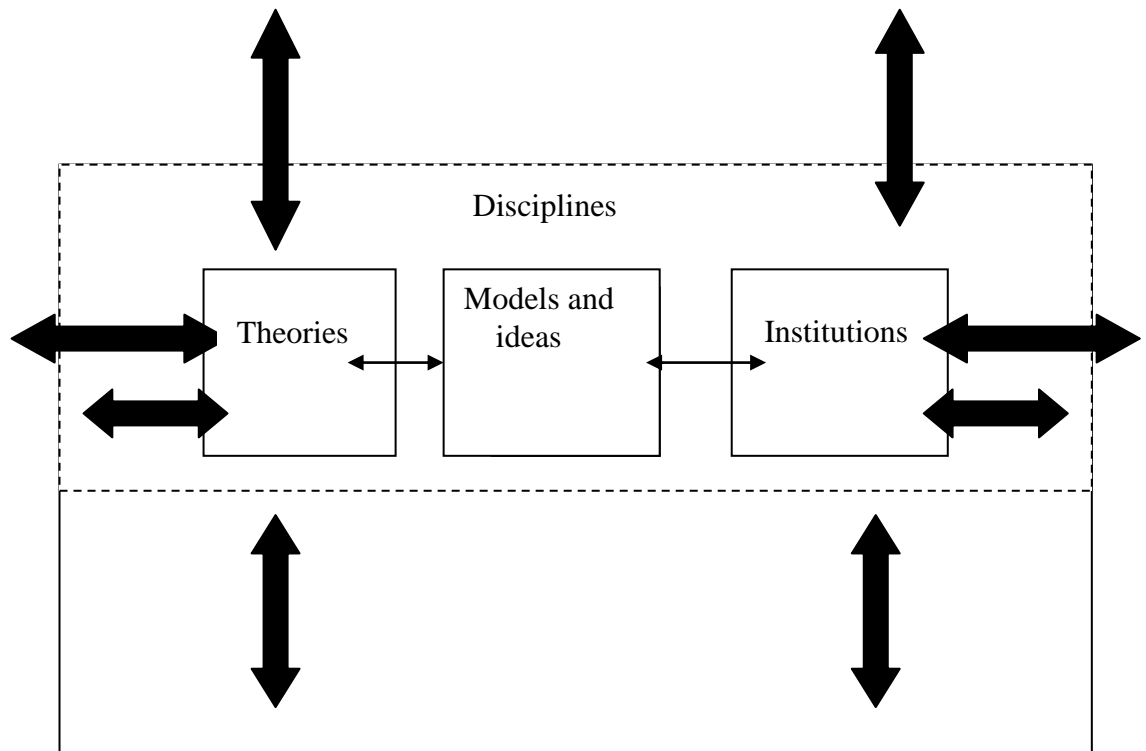 Disciplines
Theories
Models and
ideas
Institutions